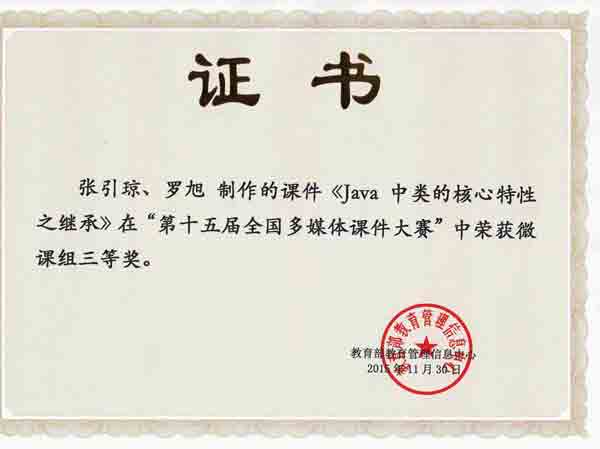 证书
张引琼、罗旭 制作的课件《Java 中类的核心特性
之继承》在“第十五届全国多媒体课件大赛”中荣获微
课组三等奖。
教育部教育管理信息中心
教育部教育管理信息中心
2015年11月30日